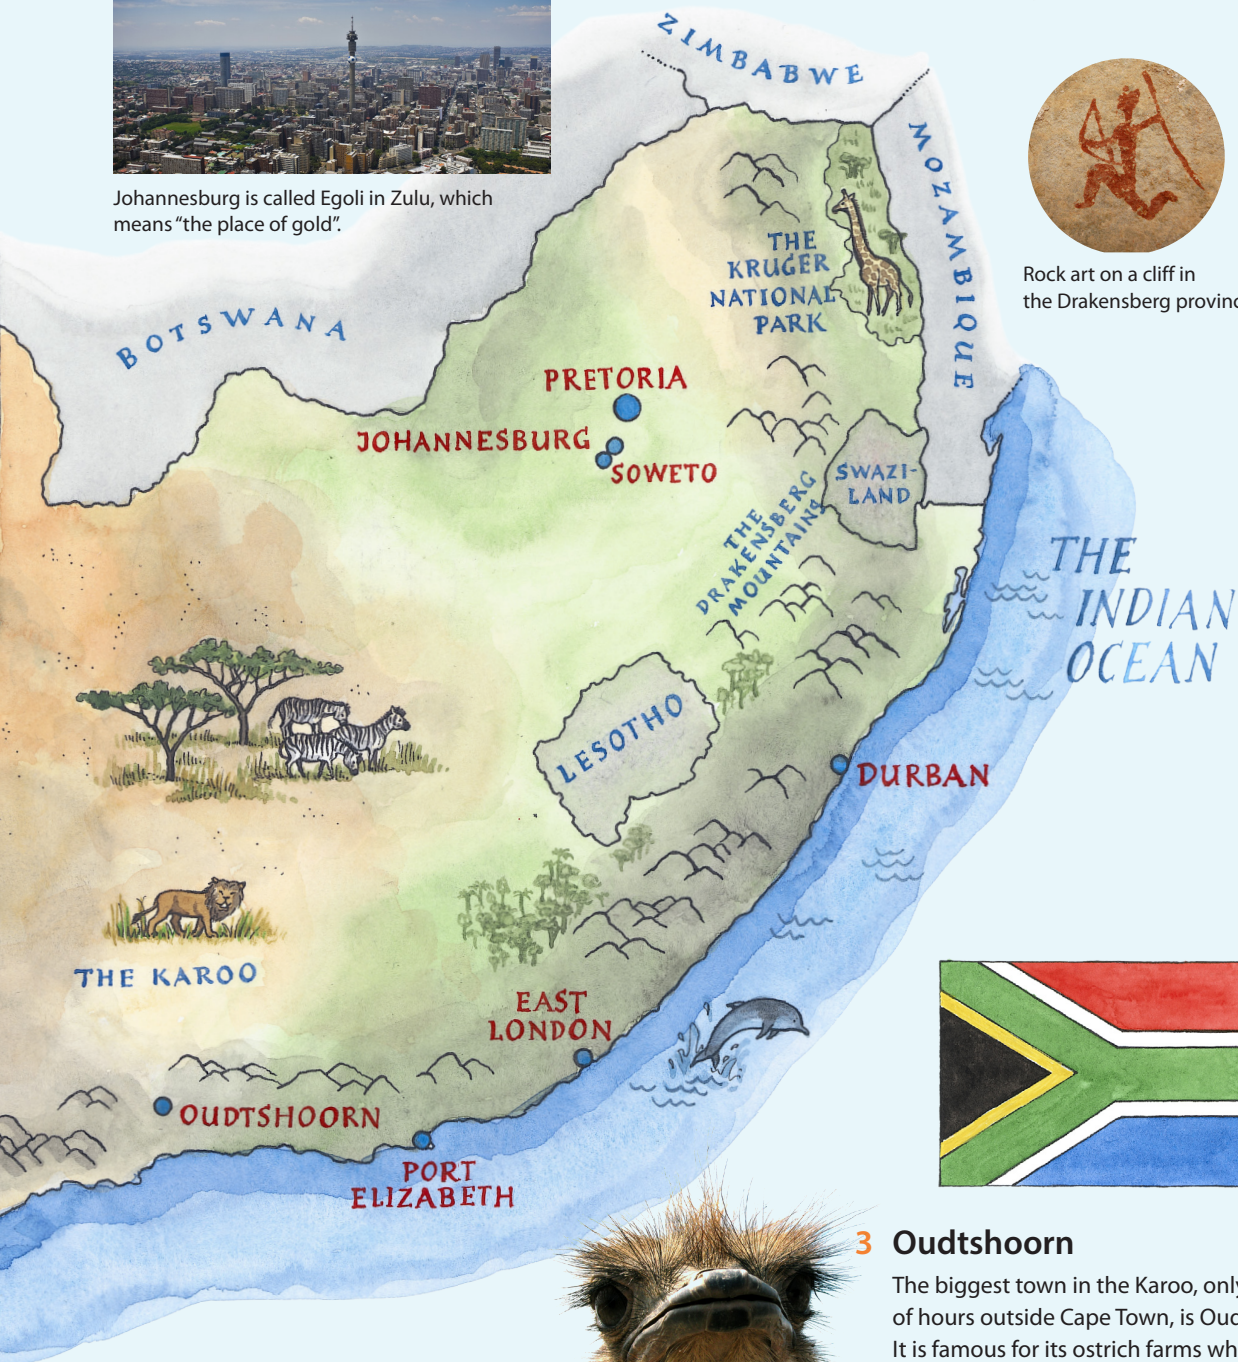 Johannesburg is called Egoli in Zulu, which
means “the place of gold”.
ZIMBABWE
MOZAMBIQUE
Rock art on a cliff in
the Drakensberg provinc
BOTSWANA
THE
KRUGER
NATIONAL
PARK
PRETORIA
JOHANNESBURG
SOWETO
SWAZI-
LAND
THE
DRAKENSBERG
MOUNTAINS
THE
INDIAN
OCEAN
LESOTHO
DURBAN
THE KAROO
EAST
LONDON
OUDTSHOORN
PORT
ELIZABETH
3 Oudtshoorn
The biggest town in the Karoo, only
of hours outside Cape Town, is Oud
It is famous for its ostrich farms wh